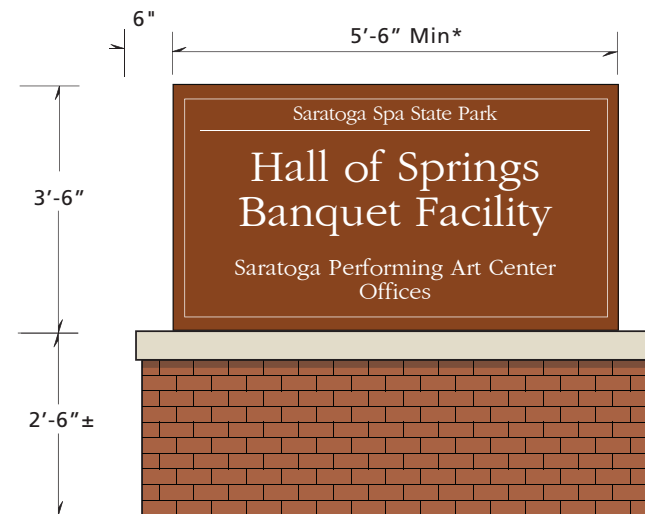 6"
5'-6" Min*
Saratoga Spa State Park
Hall of Springs
Banquet Facility
3'-6"
Saratoga Performing Art Center
Offices
2'-6"±